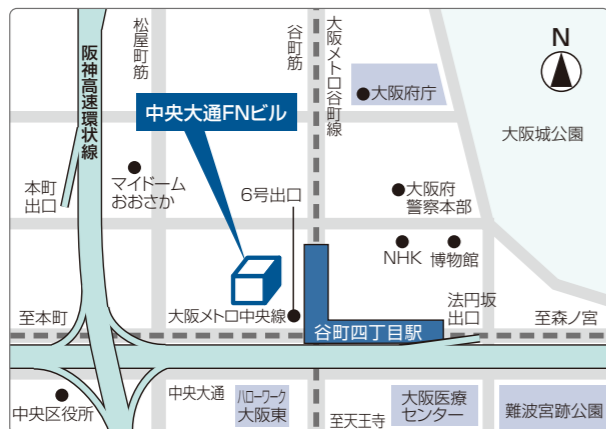 松屋町筋
谷町筋
大阪メトロ谷町線
N
阪神高速環状線
大阪府庁
中央大通FNビル
大阪城公園
本町
出口
マイドーム
おおさか
6号出口
大阪府
警察本部
NHK
博物館
法円坂
出口
至本町
大阪メトロ中央線
谷町四丁目駅
至森ノ宮
中央区役所
中央大通
ハローワーク
大阪東
至天王寺
大阪医療
センター
難波宮跡公園